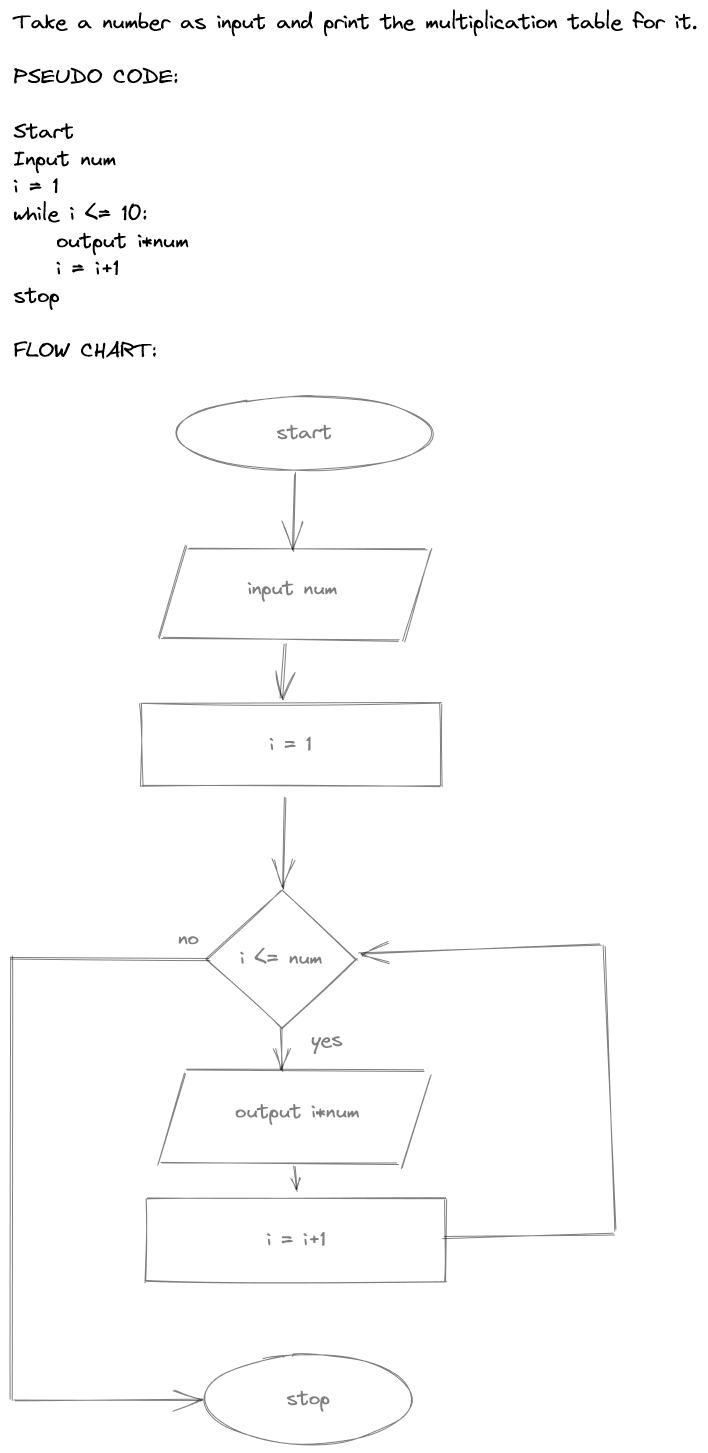 Take a number as input and print the multiplication table for it.
PSEUDO CODE:
Start
Input num
i = 1
while i <= 10:
output i*num
i = i+1
stop
FLOW CHART:
start
input num
i = 1
no
i <= num
yes
output i*num
i = i+1
stop